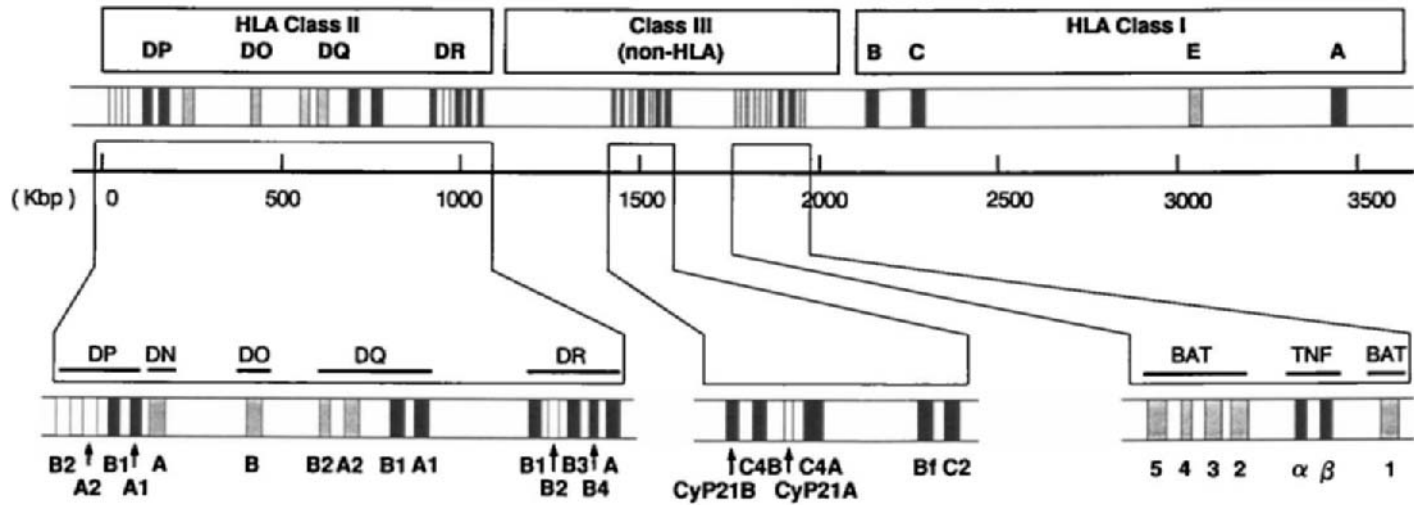 HLA Class II Class III HLA Class I
DP DO DQ DR (non-HLA) B C E A
( Kbp ) 0 500 1000 1500 2000 2500 3000 3500
DP DN DO DQ DR BAT TNF BAT
B2 B1 A B B2 A2 B1 A1 B1 B3 A C4B C4A Bf C2 5 4 3 2 α β 1
A2 A1 B2 B4 CyP21B CyP21A